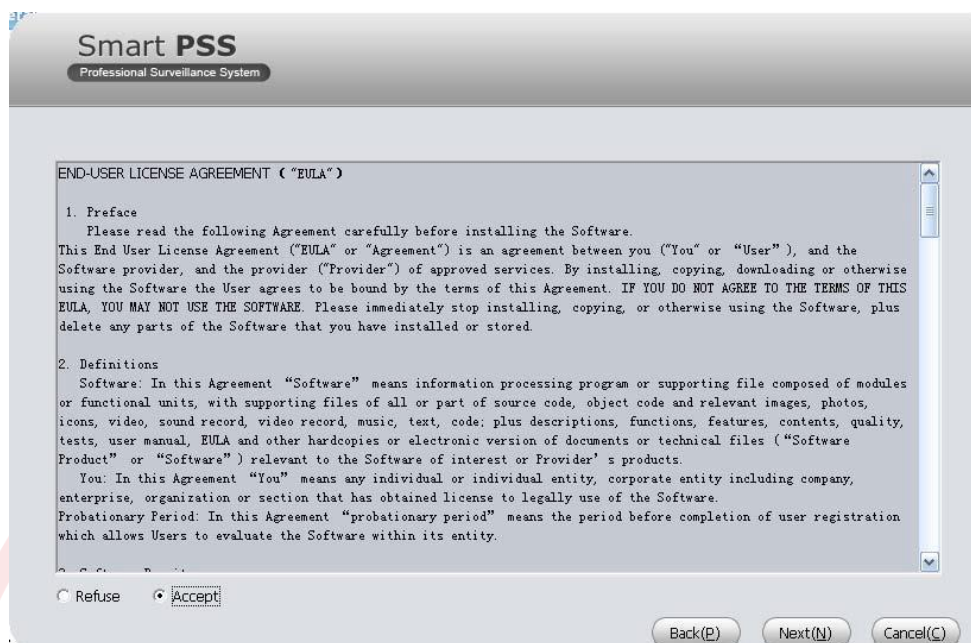 Smart PSS
Professional Surveillance System
END-USER LICENSE AGREEMENT ("EULA")
1. Preface
Please read the following Agreement carefully before installing the Software.
This End User License Agreement ("EULA" or "Agreement") is an agreement between you ("You" or “User”), and the
Software provider, and the provider ("Provider") of approved services. By installing, copying, downloading or otherwise
using the Software the User agrees to be bound by the terms of this Agreement. IF YOU DO NOT AGREE TO THE TERMS OF THIS
EULA, YOU MAY NOT USE THE SOFTWARE. Please immediately stop installing, copying, or otherwise using the Software, plus
delete any parts of the Software that you have installed or stored.
2. Definitions
Software: In this Agreement “Software” means information processing program or supporting file composed of modules
or functional units, with supporting files of all or part of source code, object code and relevant images, photos,
icons, video, sound record, video record, music, text, code; plus descriptions, functions, features, contents, quality,
tests, user manual, EULA and other hardcopies or electronic version of documents or technical files (“Software
Product” or “Software”) relevant to the Software of interest or Provider’s products.
You: In this Agreement “You” means any individual or individual entity, corporate entity including company,
enterprise, organization or section that has obtained license to legally use of the Software.
Probationary Period: In this Agreement “probationary period” means the period before completion of user registration
which allows Users to evaluate the Software within its entity.
Refuse Accept
Back(P) Next(N) Cancel(C)